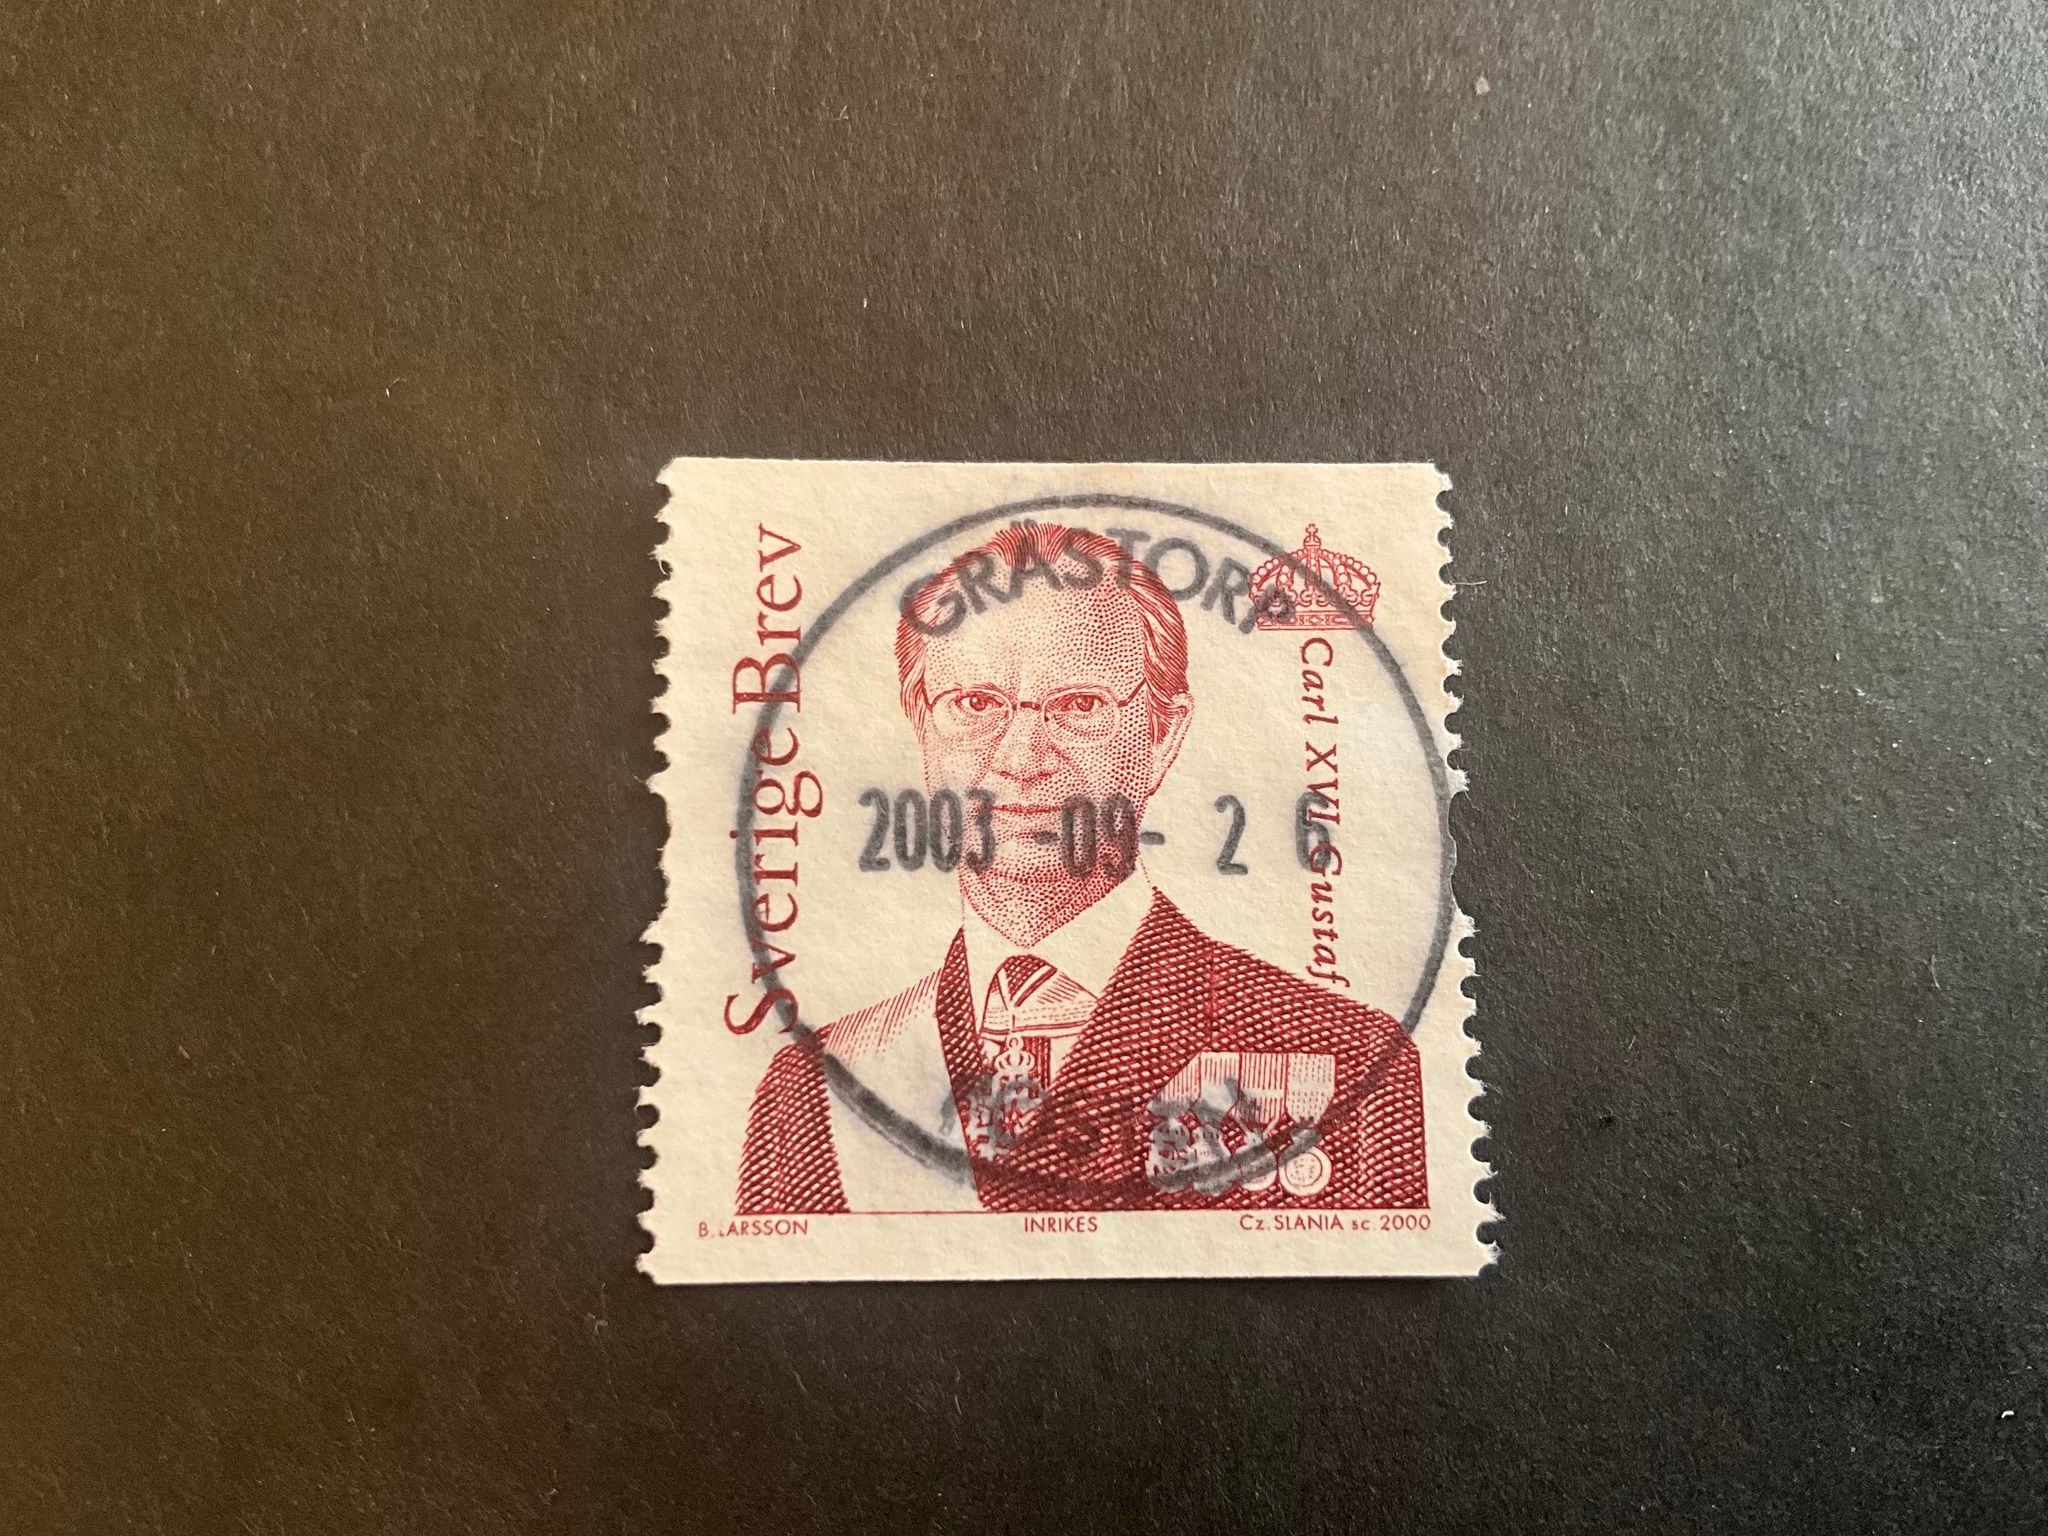 Sverige Brev
Carl XVI Gustaf
GRÄSTORP
2003 -09- 2 6
B. LARSSON
INRIKES
Cz. SLANIA sc. 2000